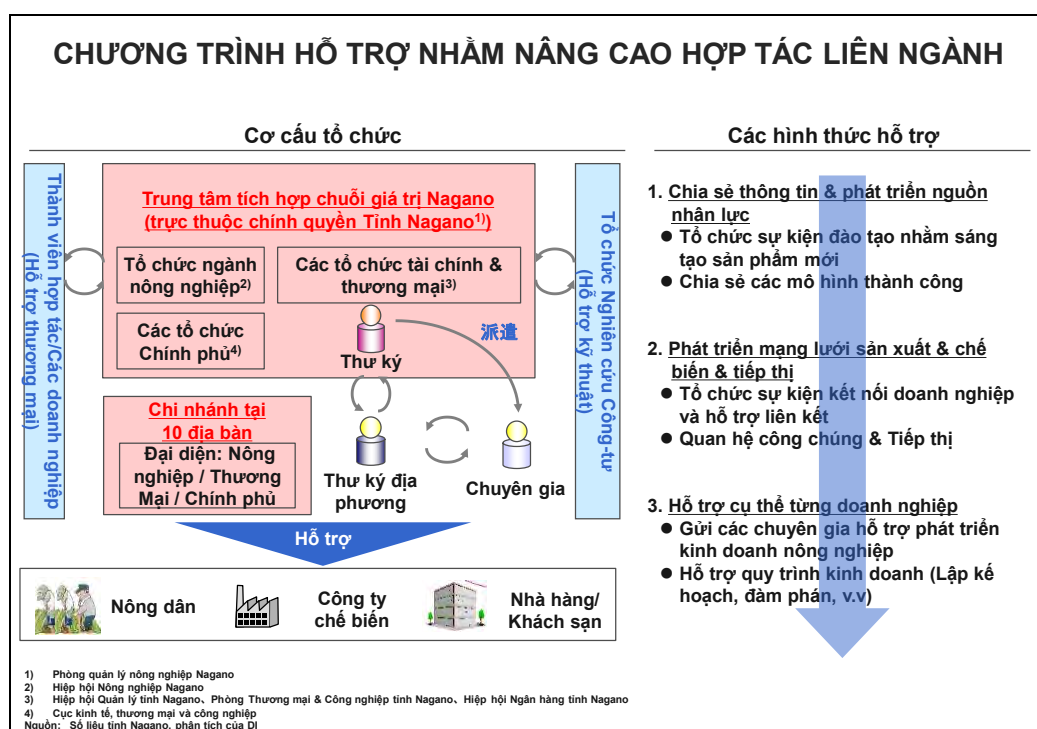 CHƯƠNG TRÌNH HỖ TRỢ NHẰM NÂNG CAO HỢP TÁC LIÊN NGÀNH
Cơ cấu tổ chức
Thành viên hợp tác/Các doanh nghiệp
(Hỗ trợ thương mại)
Trung tâm tích hợp chuỗi giá trị Nagano
(trực thuộc chính quyền Tỉnh Nagano1))
Tổ chức ngành
nông nghiệp2)
Các tổ chức tài chính &
thương mại3)
Các tổ chức
Chính phủ4)
Thư ký
派遣
Tổ chức Nghiên cứu Công-tư
(Hỗ trợ kỹ thuật)
Chi nhánh tại
10 địa bàn
Đại diện: Nông
nghiệp / Thương
Mại / Chính phủ
Thư ký địa
phương
Chuyên gia
Hỗ trợ
Nông dân
Công ty
chế biến
Nhà hàng/
Khách sạn
Các hình thức hỗ trợ
1. Chia sẻ thông tin & phát triển nguồn
nhân lực
● Tổ chức sự kiện đào tạo nhằm sáng
tạo sản phẩm mới
● Chia sẻ các mô hình thành công
2. Phát triển mạng lưới sản xuất & chế
biến & tiếp thị
● Tổ chức sự kiện kết nối doanh nghiệp
và hỗ trợ liên kết
● Quan hệ công chúng & Tiếp thị
3. Hỗ trợ cụ thể từng doanh nghiệp
● Gửi các chuyên gia hỗ trợ phát triển
kinh doanh nông nghiệp
● Hỗ trợ quy trình kinh doanh (Lập kế
hoạch, đàm phán, v.v)
1) Phòng quản lý nông nghiệp Nagano
2) Hiệp hội Nông nghiệp Nagano
3) Hiệp hội Quản lý tỉnh Nagano、Phòng Thương mại & Công nghiệp tỉnh Nagano、Hiệp hội Ngân hàng tỉnh Nagano
4) Cục kinh tế, thương mại và công nghiệp
Nguồn: Số liệu tỉnh Nagano, phân tích của DI